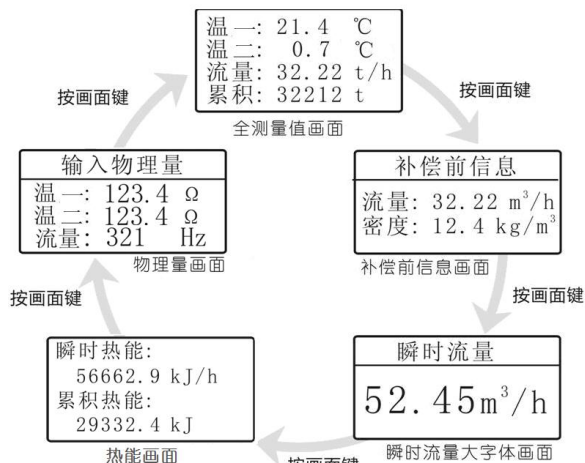 温一: 21.4 ℃
温二: 0.7 ℃
流量: 32.22 t/h
累积: 32212 t
全测量值画面
按画面键
按画面键
输入物理量
温一: 123.4 Ω
温二: 123.4 Ω
流量: 321 Hz
物理量画面
补偿前信息
流量: 32.22 m³/h
密度: 12.4 kg/m³
补偿前信息画面
按画面键
按画面键
瞬时热能:
56662.9 kJ/h
累积热能:
29332.4 kJ
热能画面
瞬时流量
52.45m³/h
瞬时流量大字体画面
按画面键